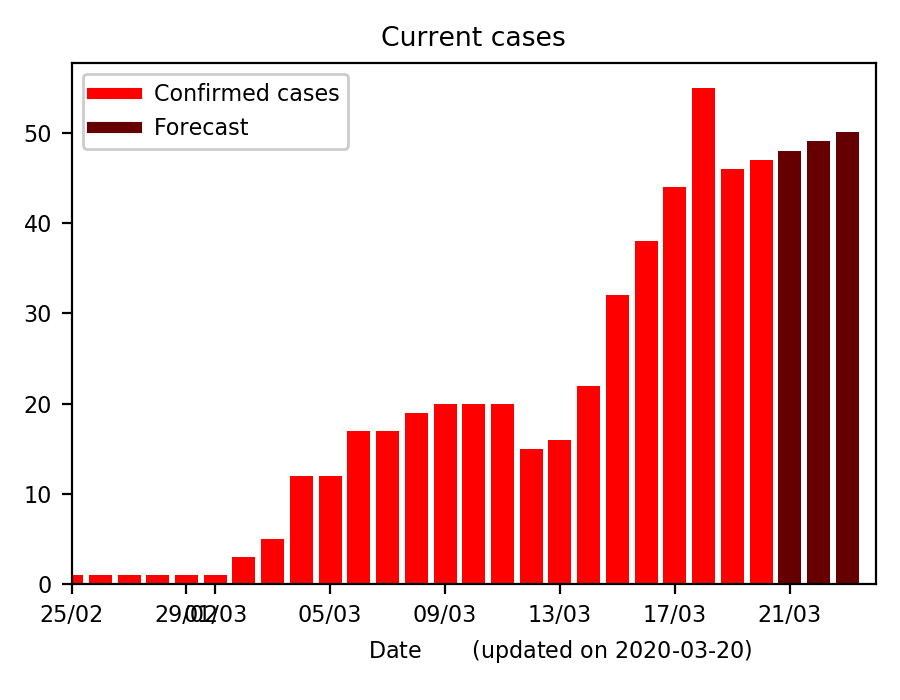 Current cases
Confirmed cases
Forecast
50
40
30
20
10
0
25/02 29/02 01/03 05/03 09/03 13/03 17/03 21/03
Date (updated on 2020-03-20)